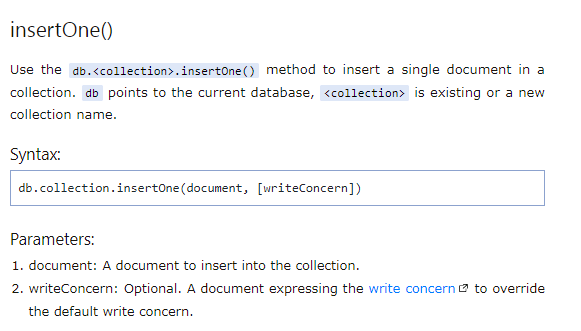 insertOne()
Use the db.<collection>.insertOne() method to insert a single document in a
collection. db points to the current database, <collection> is existing or a new
collection name.
Syntax:
db.collection.insertOne(document, [writeConcern])
Parameters:
1. document: A document to insert into the collection.
2. writeConcern: Optional. A document expressing the write concern to override
the default write concern.